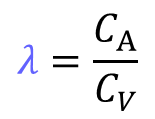 λ = C_A / C_V